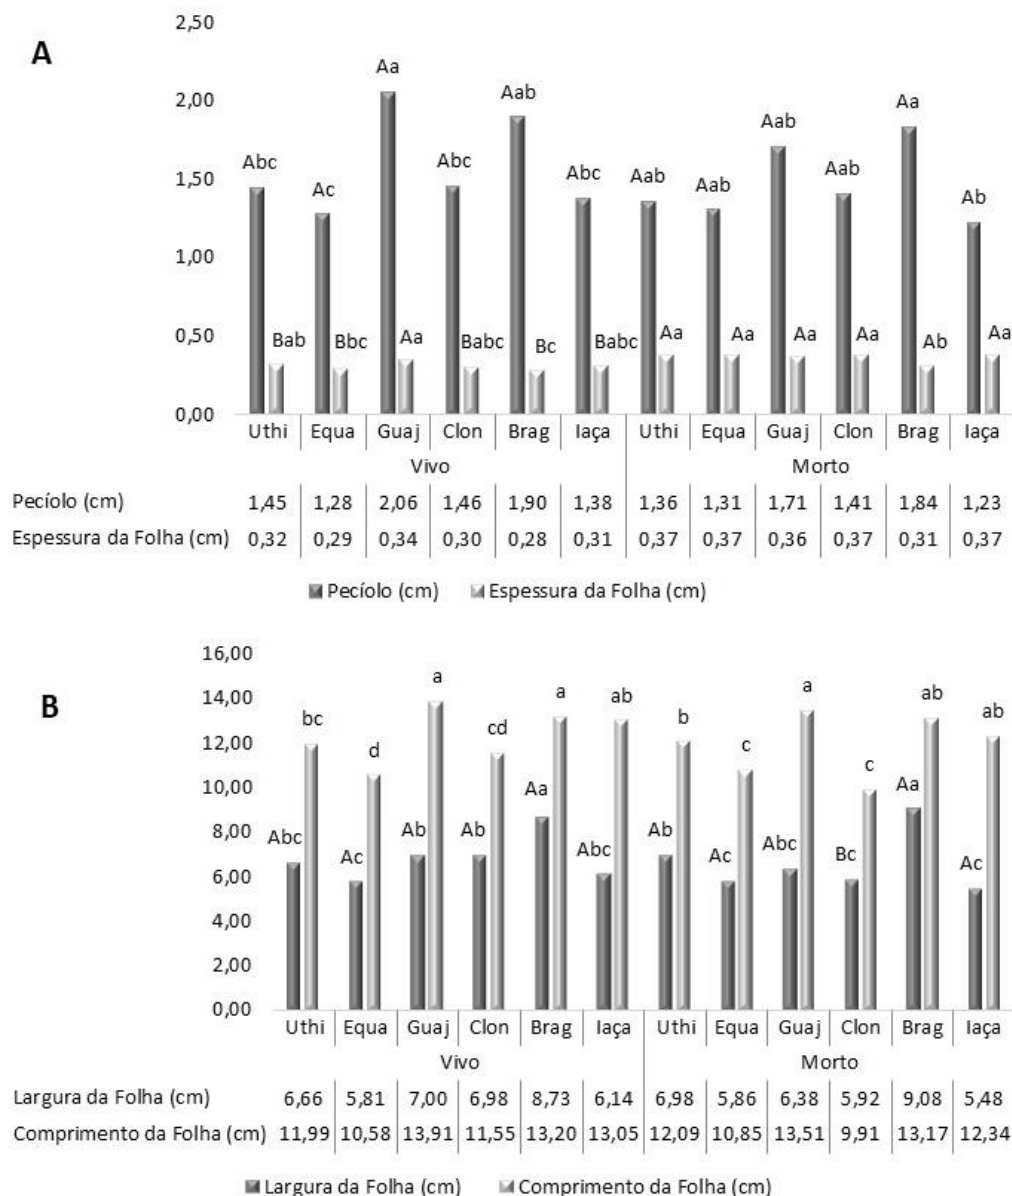 A
2,50
2,00
1,50
1,00
0,50
0,00
Abc Ac Aa Abc Aab Abc Aab Aab Aab Aab Aa Ab
Bab Bbc Aa Babc Bc Babc Aa Aa Aa Aa Ab Aa
Uthi Equa Guaj Clon Brag Iaça Uthi Equa Guaj Clon Brag Iaça
Vivo Morto
Pecíolo (cm) 1,45 1,28 2,06 1,46 1,90 1,38 1,36 1,31 1,71 1,41 1,84 1,23
Espessura da Folha (cm) 0,32 0,29 0,34 0,30 0,28 0,31 0,37 0,37 0,36 0,37 0,31 0,37
Pecíolo (cm) Espessura da Folha (cm)
B
16,00
14,00
12,00
10,00
8,00
6,00
4,00
2,00
0,00
bc d a cd a ab b c a c ab ab
Abc Ac Ab Ab Aa Abc Ab Ac Abc Bc Aa Ac
Uthi Equa Guaj Clon Brag Iaça Uthi Equa Guaj Clon Brag Iaça
Vivo Morto
Largura da Folha (cm) 6,66 5,81 7,00 6,98 8,73 6,14 6,98 5,86 6,38 5,92 9,08 5,48
Comprimento da Folha (cm) 11,99 10,58 13,91 11,55 13,20 13,05 12,09 10,85 13,51 9,91 13,17 12,34
Largura da Folha (cm) Comprimento da Folha (cm)